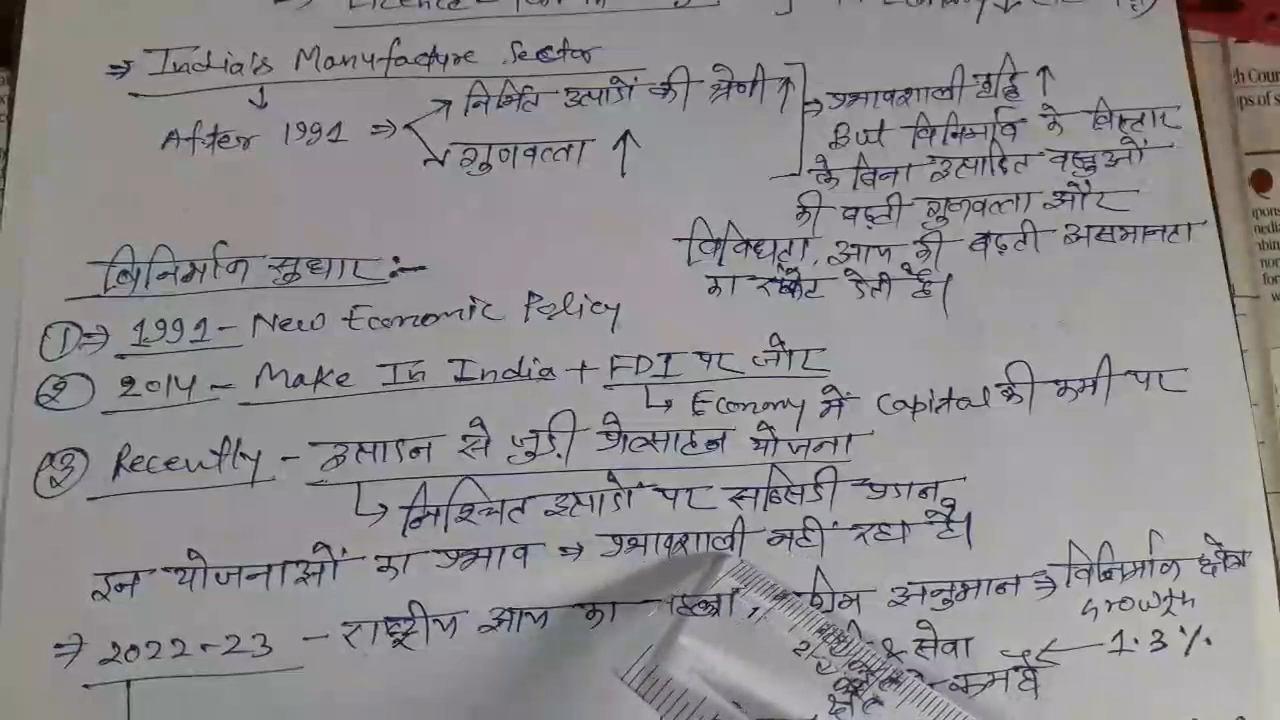 ⇒ India's Manufacture Sector
↓
After 1991 ⇒ → निर्मित उत्पादों की श्रेणी ↑
→ गुणवत्ता ↑
⇒ प्रभावशाली वृद्धि ↑
But विनिर्माण के विस्तार
के बिना उत्पादित वस्तुओं
की बढ़ती गुणवत्ता और
विविधता, आय की बढ़ती असमानता
का संकेत देती है।
विनिर्माण सुधार:-
① ⇒ 1991 - New Economic Policy
② 2014 - Make In India + FDI पर जोर
↳ Economy में Capital की कमी पर
③ Recently - उत्पादन से जुड़ी प्रोत्साहन योजना
↳ निश्चित उत्पादों पर सब्सिडी प्रदान
इन योजनाओं का प्रभाव ⇒ प्रभावशाली नहीं रहा है।
⇒ 2022-23 - राष्ट्रीय आय का पहला, अनुमान ⇒ विनिर्माण क्षेत्र
Growth
& सेवा ← 1.3%
क्षेत्र